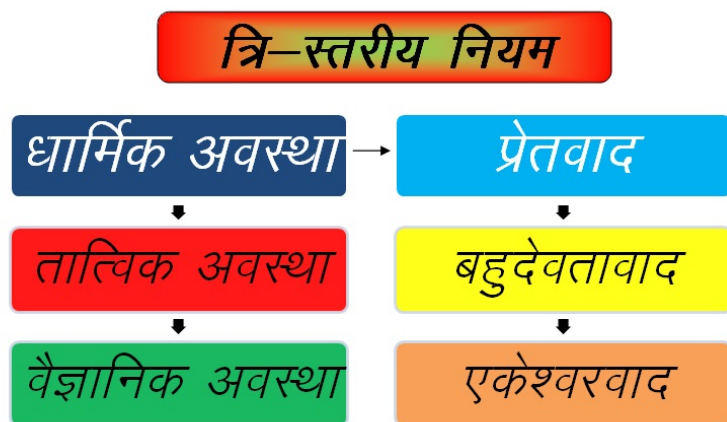 त्रि–स्तरीय नियम
धार्मिक अवस्था
प्रेतवाद
तात्विक अवस्था
बहुदेवतावाद
वैज्ञानिक अवस्था
एकेश्वरवाद